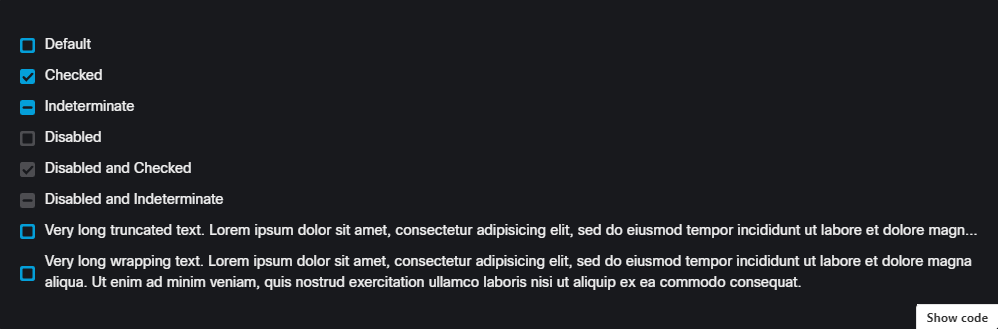 Default
Checked
Indeterminate
Disabled
Disabled and Checked
Disabled and Indeterminate
Very long truncated text. Lorem ipsum dolor sit amet, consectetur adipisicing elit, sed do eiusmod tempor incididunt ut labore et dolore magn...
Very long wrapping text. Lorem ipsum dolor sit amet, consectetur adipisicing elit, sed do eiusmod tempor incididunt ut labore et dolore magna
aliqua. Ut enim ad minim veniam, quis nostrud exercitation ullamco laboris nisi ut aliquip ex ea commodo consequat.
Show code